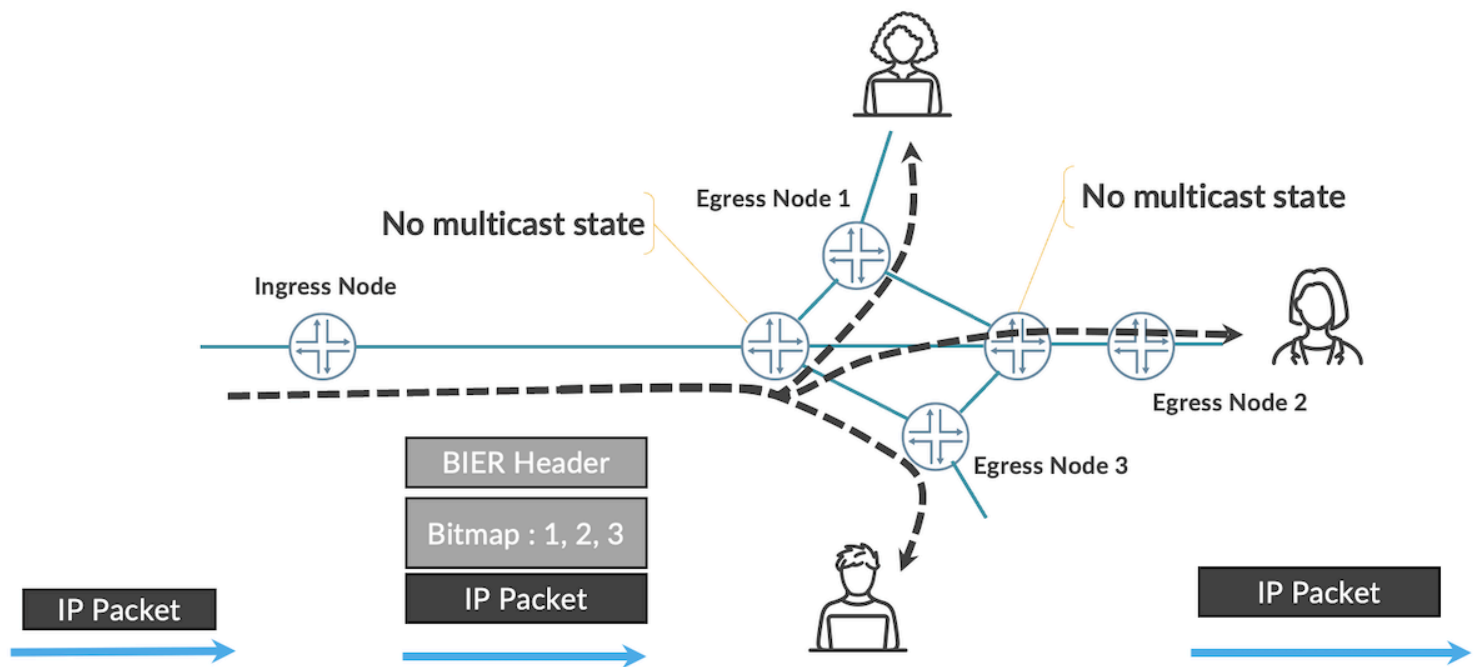 Egress Node 1
No multicast state
No multicast state
Ingress Node
Egress Node 2
Egress Node 3
BIER Header
Bitmap : 1, 2, 3
IP Packet
IP Packet
IP Packet